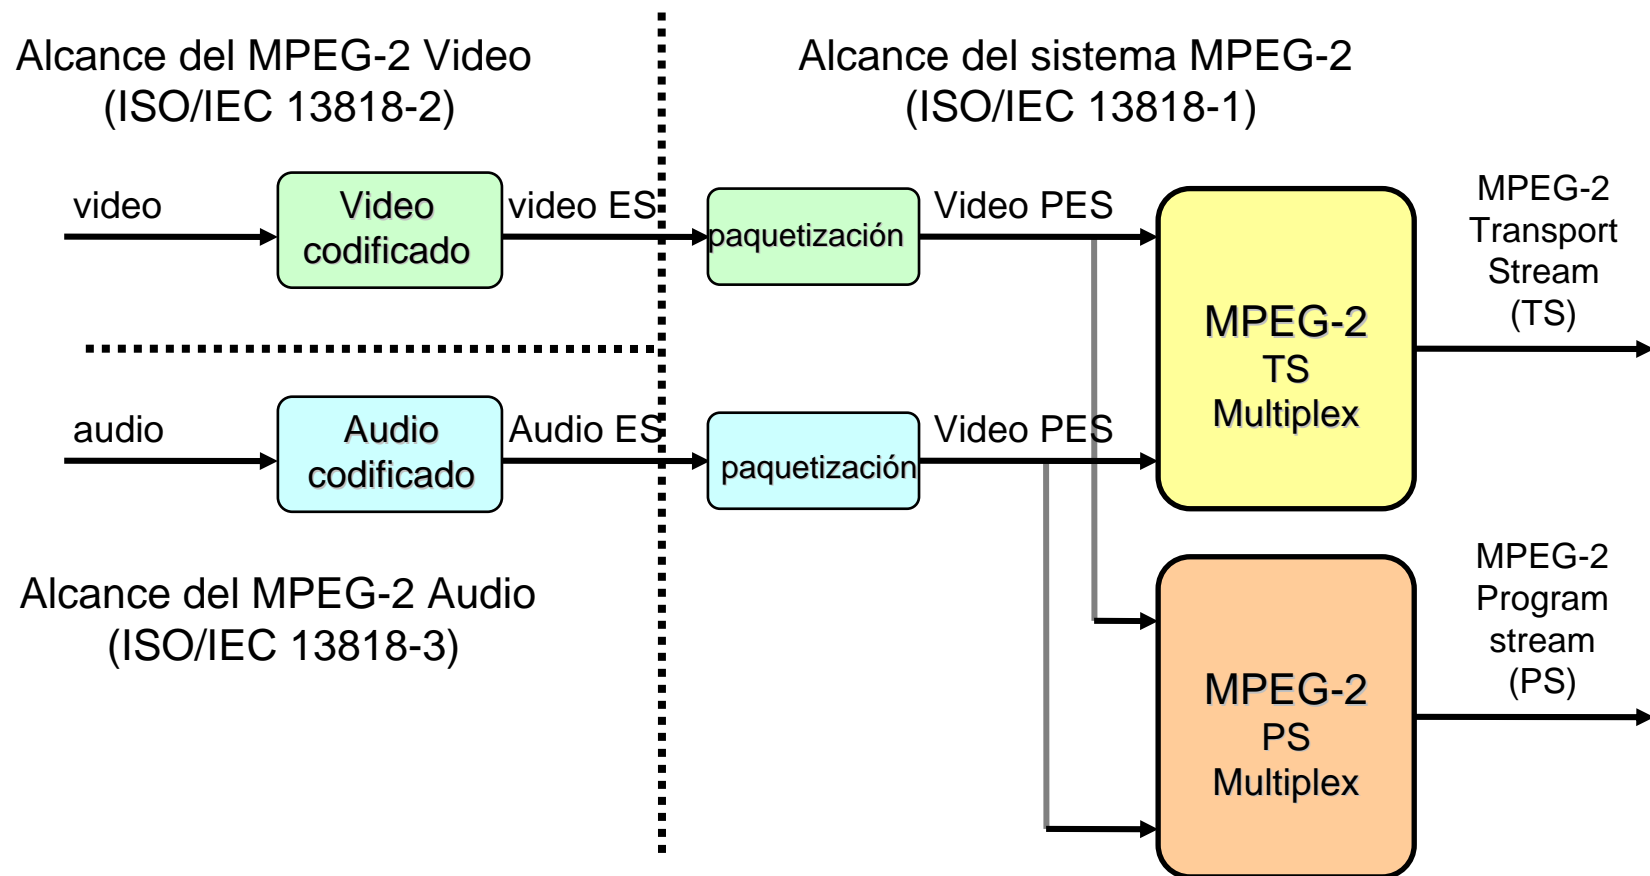 Alcance del MPEG-2 Video
(ISO/IEC 13818-2)
Alcance del sistema MPEG-2
(ISO/IEC 13818-1)
video
Video
codificado
video ES
paquetización
Video PES
MPEG-2
TS
Multiplex
MPEG-2
Transport
Stream
(TS)
audio
Audio
codificado
Audio ES
paquetización
Video PES
Alcance del MPEG-2 Audio
(ISO/IEC 13818-3)
MPEG-2
PS
Multiplex
MPEG-2
Program
stream
(PS)